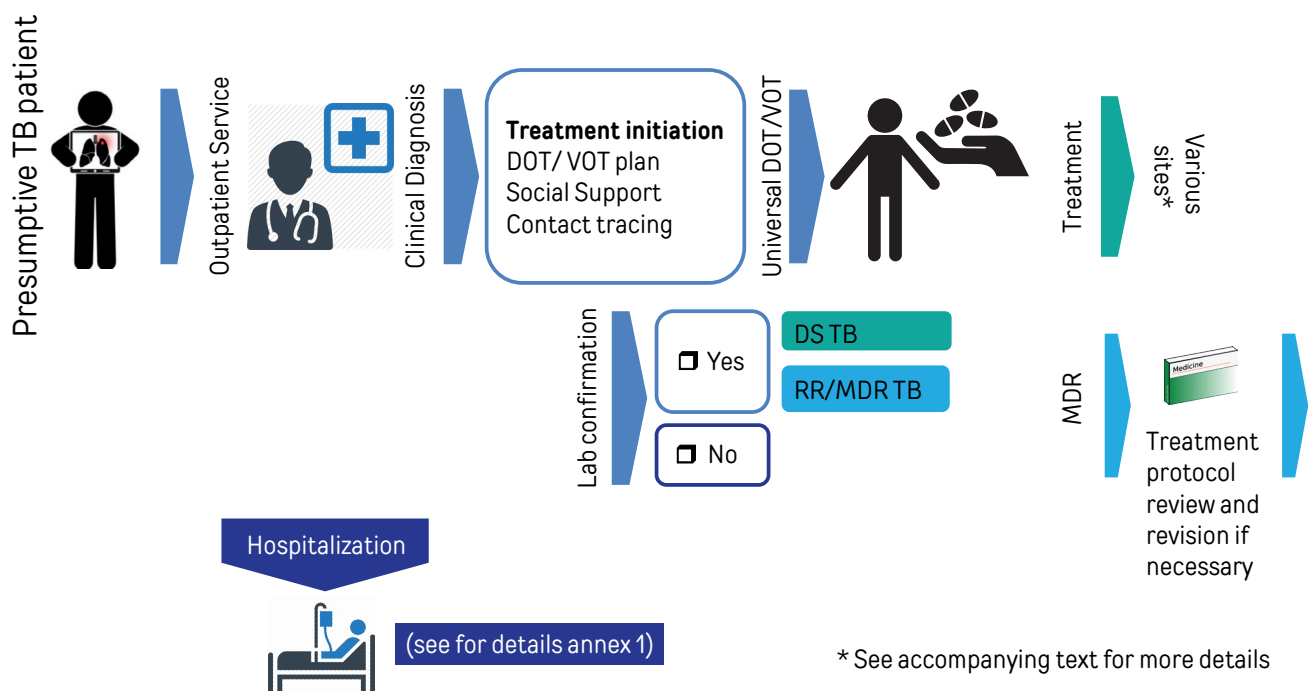 Presumptive TB patient
Outpatient Service
Clinical Diagnosis
Treatment initiation
DOT/ VOT plan
Social Support
Contact tracing
Universal DOT/VOT
Treatment
Various
sites*
Lab confirmation
Yes
No
DS TB
RR/MDR TB
MDR
Medicine
Treatment
protocol
review and
revision if
necessary
Hospitalization
(see for details annex 1)
* See accompanying text for more details